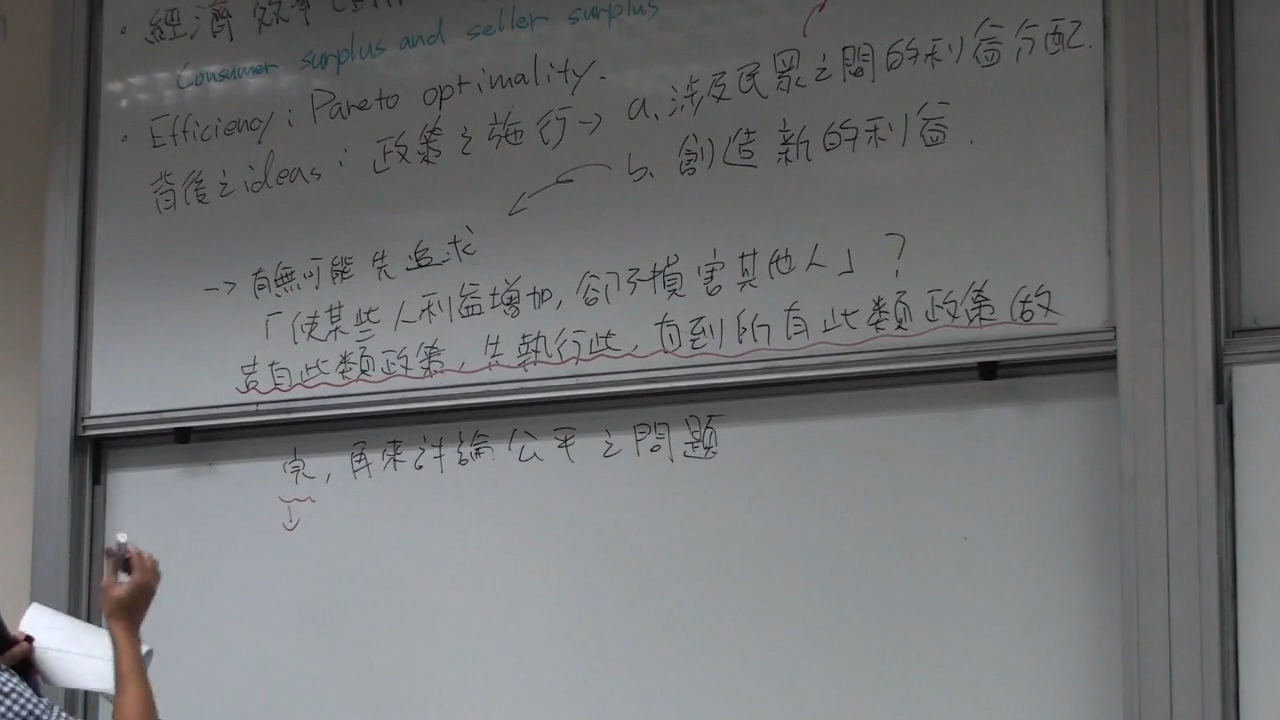 · 經濟效率
Consumer surplus and seller surplus
· Efficiency : Pareto optimality.
背後之ideas : 政策之施行→ a. 涉及民眾之間的利益分配.
b. 創造新的利益.
→ 有無可能先追求
「使某些人利益增加, 卻不損害其他人」?
若有此類政策, 先執行此, 直到所有此類政策做
完, 再來討論公平之問題